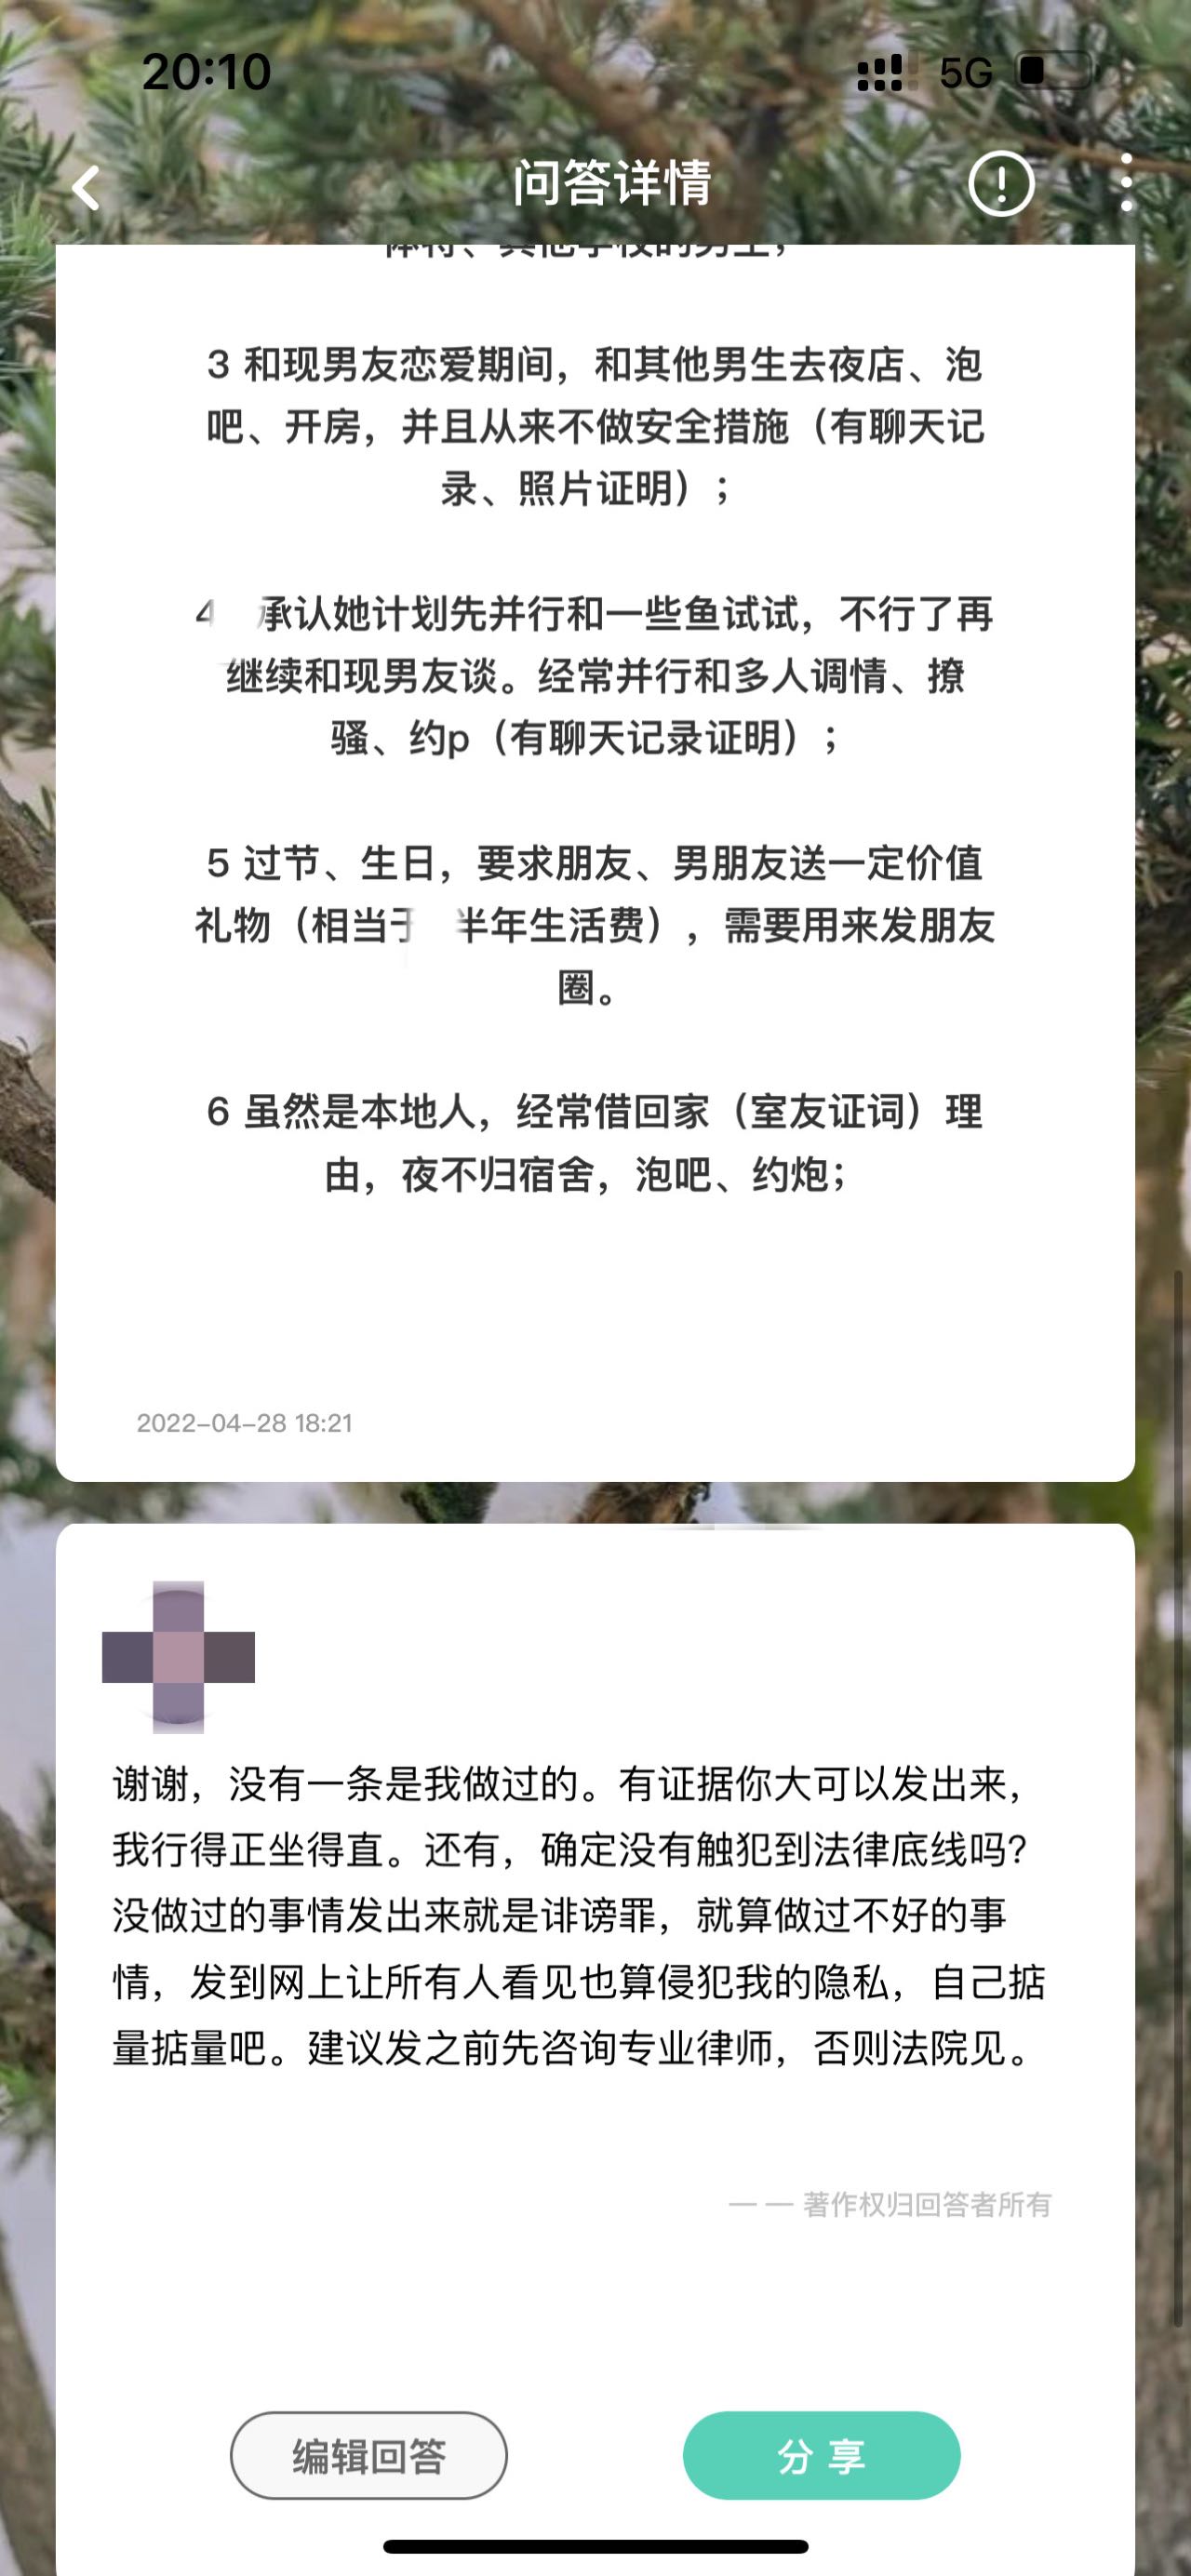 20:10
5G
问答详情
体特、其他学校的男生；
3 和现男友恋爱期间，和其他男生去夜店、泡
吧、开房，并且从来不做安全措施（有聊天记
录、照片证明）；
4 承认她计划先并行和一些鱼试试，不行了再
继续和现男友谈。经常并行和多人调情、撩
骚、约p（有聊天记录证明）；
5 过节、生日，要求朋友、男朋友送一定价值
礼物（相当于 半年生活费），需要用来发朋友
圈。
6 虽然是本地人，经常借回家（室友证词）理
由，夜不归宿舍，泡吧、约炮；
2022-04-28 18:21
谢谢，没有一条是我做过的。有证据你大可以发出来，
我行得正坐得直。还有，确定没有触犯到法律底线吗？
没做过的事情发出来就是诽谤罪，就算做过不好的事
情，发到网上让所有人看见也算侵犯我的隐私，自己掂
量掂量吧。建议发之前先咨询专业律师，否则法院见。
— — 著作权归回答者所有
编辑回答
分 享